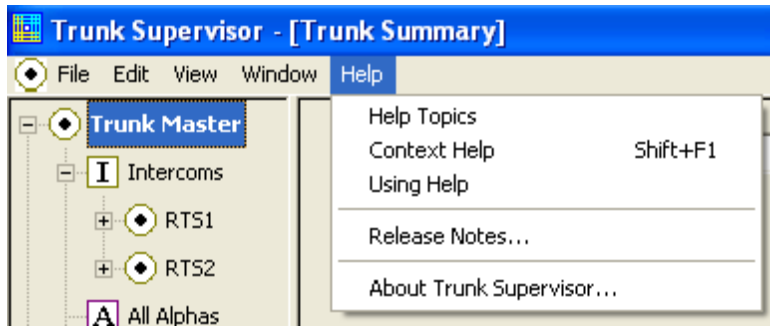 Trunk Supervisor - [Trunk Summary]
File Edit View Window Help
Trunk Master
I Intercoms
RTS1
RTS2
A All Alphas
Help Topics
Context Help Shift+F1
Using Help
Release Notes...
About Trunk Supervisor...